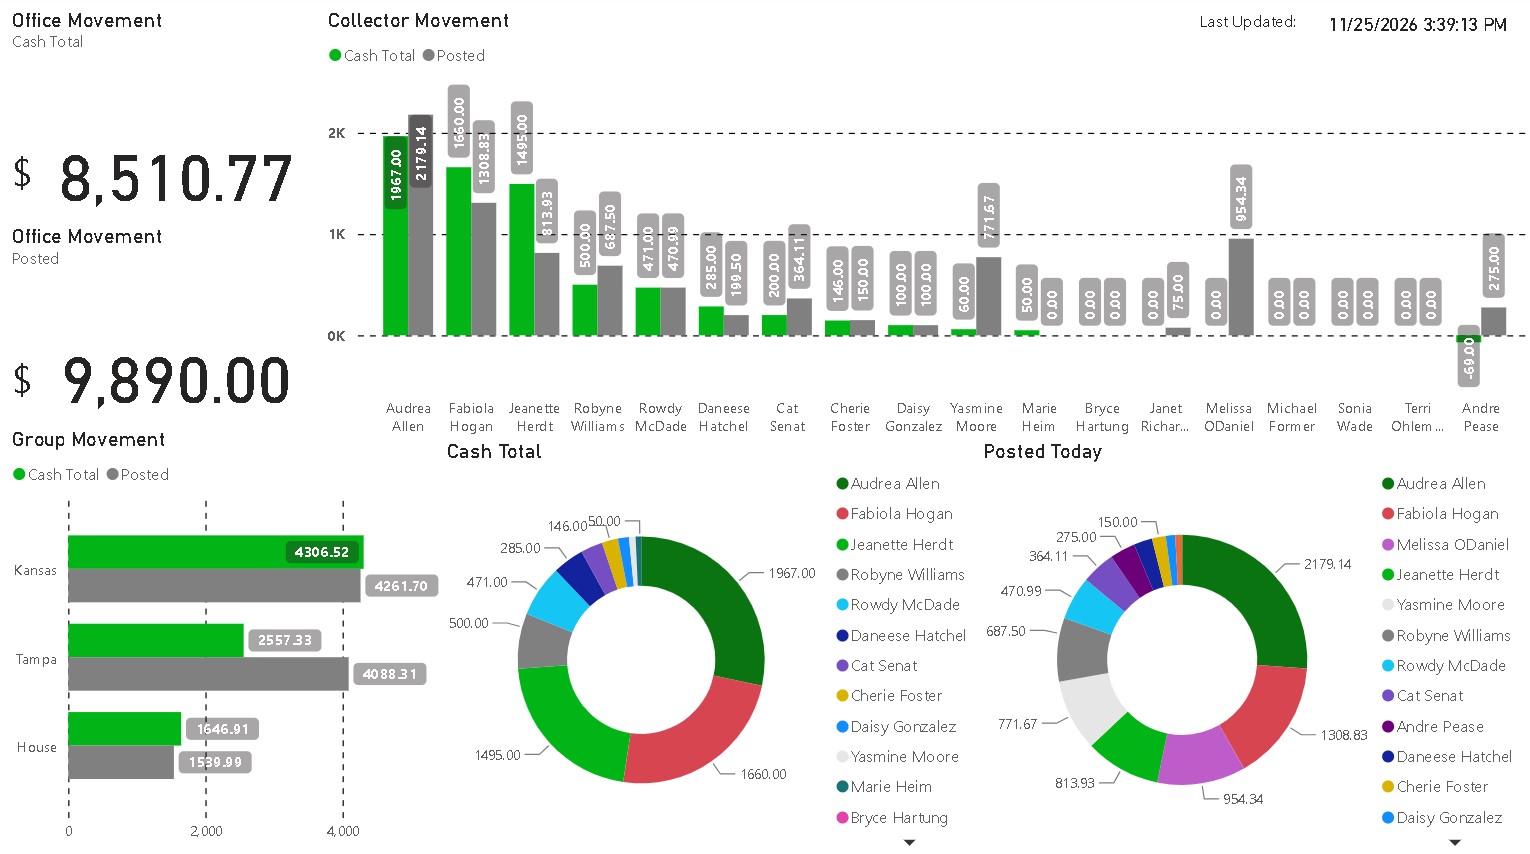 Office Movement
Cash Total
$ 8,510.77
Office Movement
Posted
$ 9,890.00
Collector Movement
Cash Total Posted
Last Updated: 11/25/2026 3:39:13 PM
2K
1K
0K
1967.00 2179.14
1660.00 1308.83
1495.00 813.93
500.00 687.50
471.00 470.99
285.00 199.50
200.00 364.11
146.00 150.00
100.00 100.00
60.00 771.67
50.00 0.00
0.00 0.00
0.00 75.00
0.00 954.34
0.00 0.00
0.00 0.00
0.00 0.00
-69.00 275.00
Audrea Allen
Fabiola Hogan
Jeanette Herdt
Robyne Williams
Rowdy McDade
Daneese Hatchel
Cat Senat
Cherie Foster
Daisy Gonzalez
Yasmine Moore
Marie Heim
Bryce Hartung
Janet Richar...
Melissa ODaniel
Michael Former
Sonia Wade
Terri Ohlem...
Andre Pease
Group Movement
Cash Total Posted
Kansas
4306.52
4261.70
Tampa
2557.33
4088.31
House
1646.91
1539.99
0 2,000 4,000
Cash Total
50.00
146.00
285.00
471.00
500.00
1495.00
1660.00
1967.00
Audrea Allen
Fabiola Hogan
Jeanette Herdt
Robyne Williams
Rowdy McDade
Daneese Hatchel
Cat Senat
Cherie Foster
Daisy Gonzalez
Yasmine Moore
Marie Heim
Bryce Hartung
Posted Today
150.00
275.00
364.11
470.99
687.50
771.67
813.93
954.34
1308.83
2179.14
Audrea Allen
Fabiola Hogan
Melissa ODaniel
Jeanette Herdt
Yasmine Moore
Robyne Williams
Rowdy McDade
Cat Senat
Andre Pease
Daneese Hatchel
Cherie Foster
Daisy Gonzalez